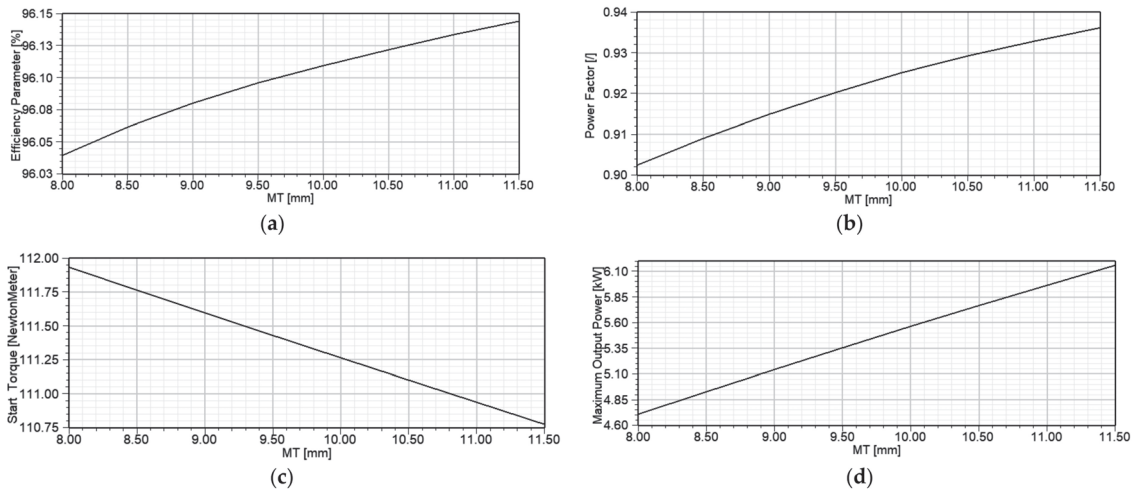 96.15
96.13
96.10
96.08
96.05
96.03
Efficiency Parameter [%]
8.00 8.50 9.00 9.50 10.00 10.50 11.00 11.50
MT [mm]
(a)
0.94
0.93
0.92
0.91
0.90
Power Factor [/]
8.00 8.50 9.00 9.50 10.00 10.50 11.00 11.50
MT [mm]
(b)
112.00
111.75
111.50
111.25
111.00
110.75
Start Torque [NewtonMeter]
8.00 8.50 9.00 9.50 10.00 10.50 11.00 11.50
MT [mm]
(c)
6.10
5.85
5.60
5.35
5.10
4.85
4.60
Maximum Output Power [kW]
8.00 8.50 9.00 9.50 10.00 10.50 11.00 11.50
MT [mm]
(d)